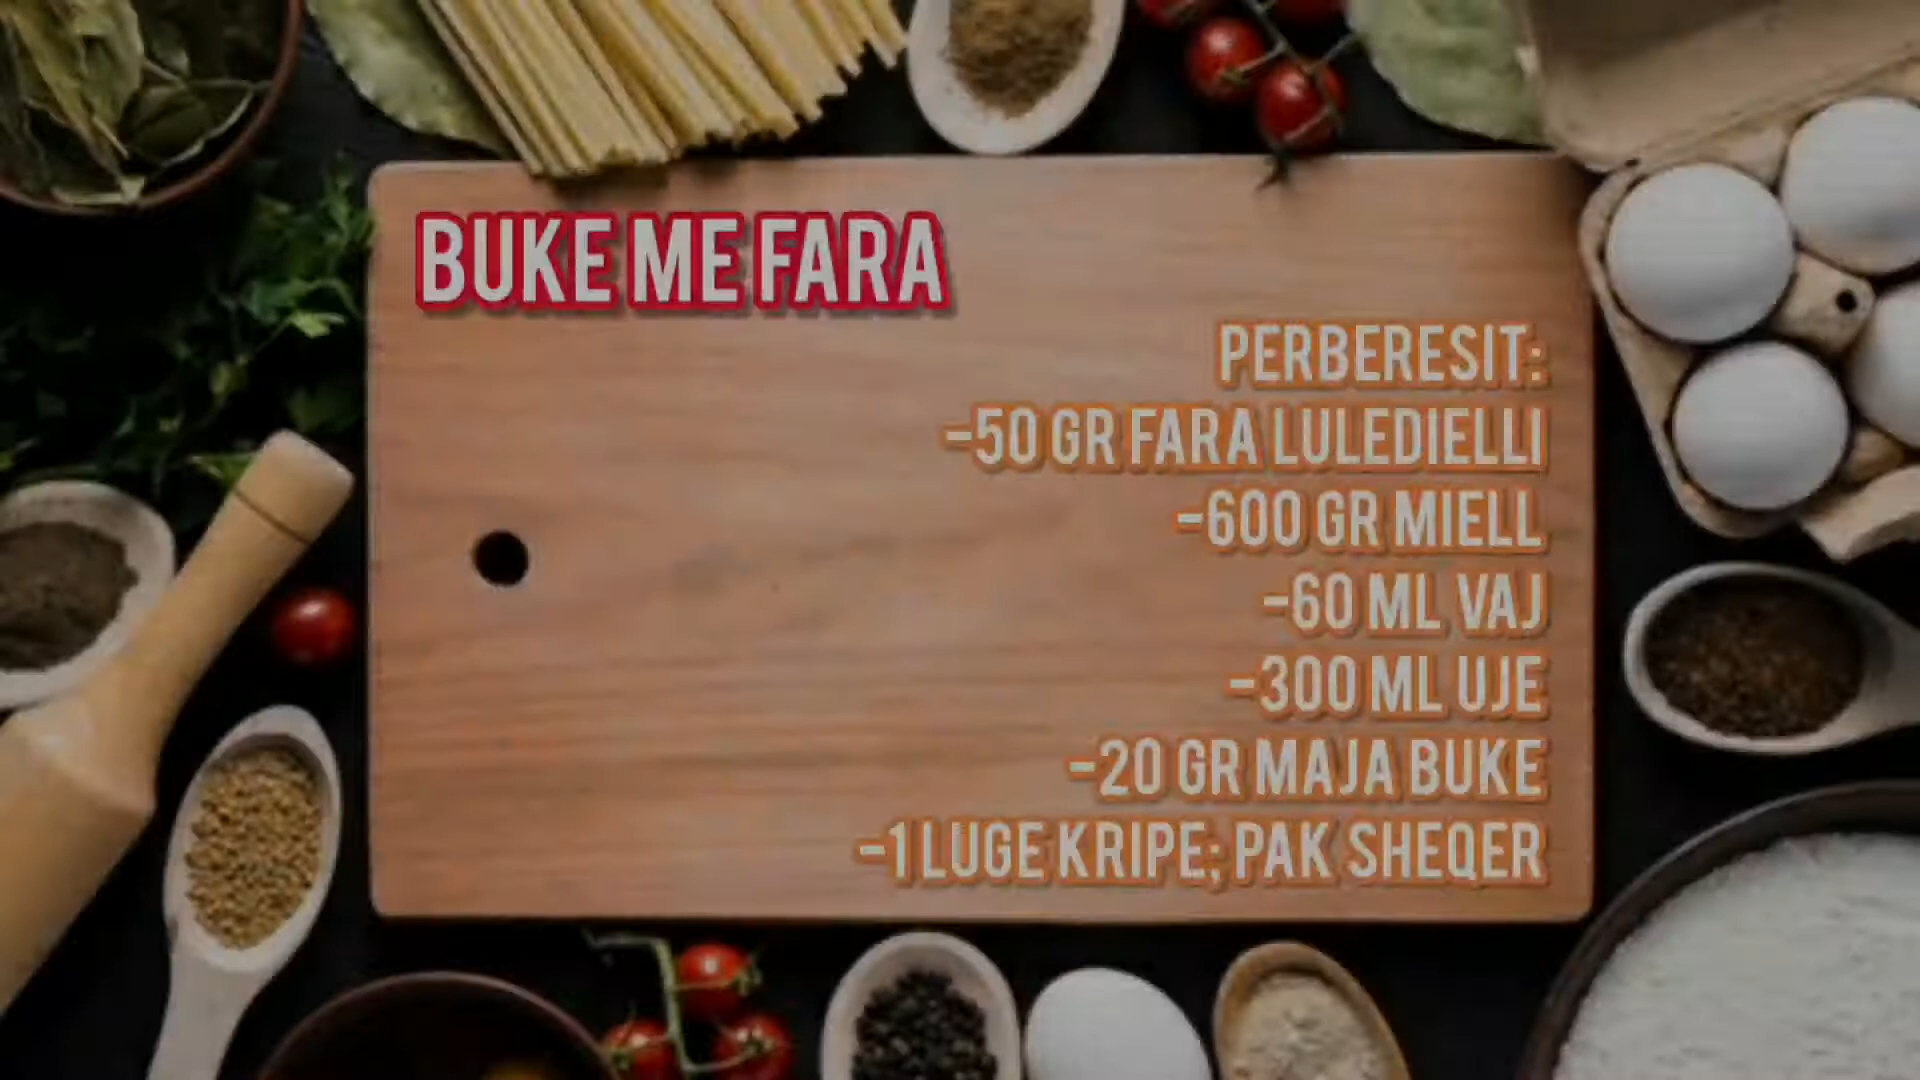 BUKE ME FARA
PERBERESIT:
-50 GR FARA LULEDIELLI
-600 GR MIELL
-60 ML VAJ
-300 ML UJE
-20 GR MAJA BUKE
-1 LUGE KRIPE; PAK SHEQER